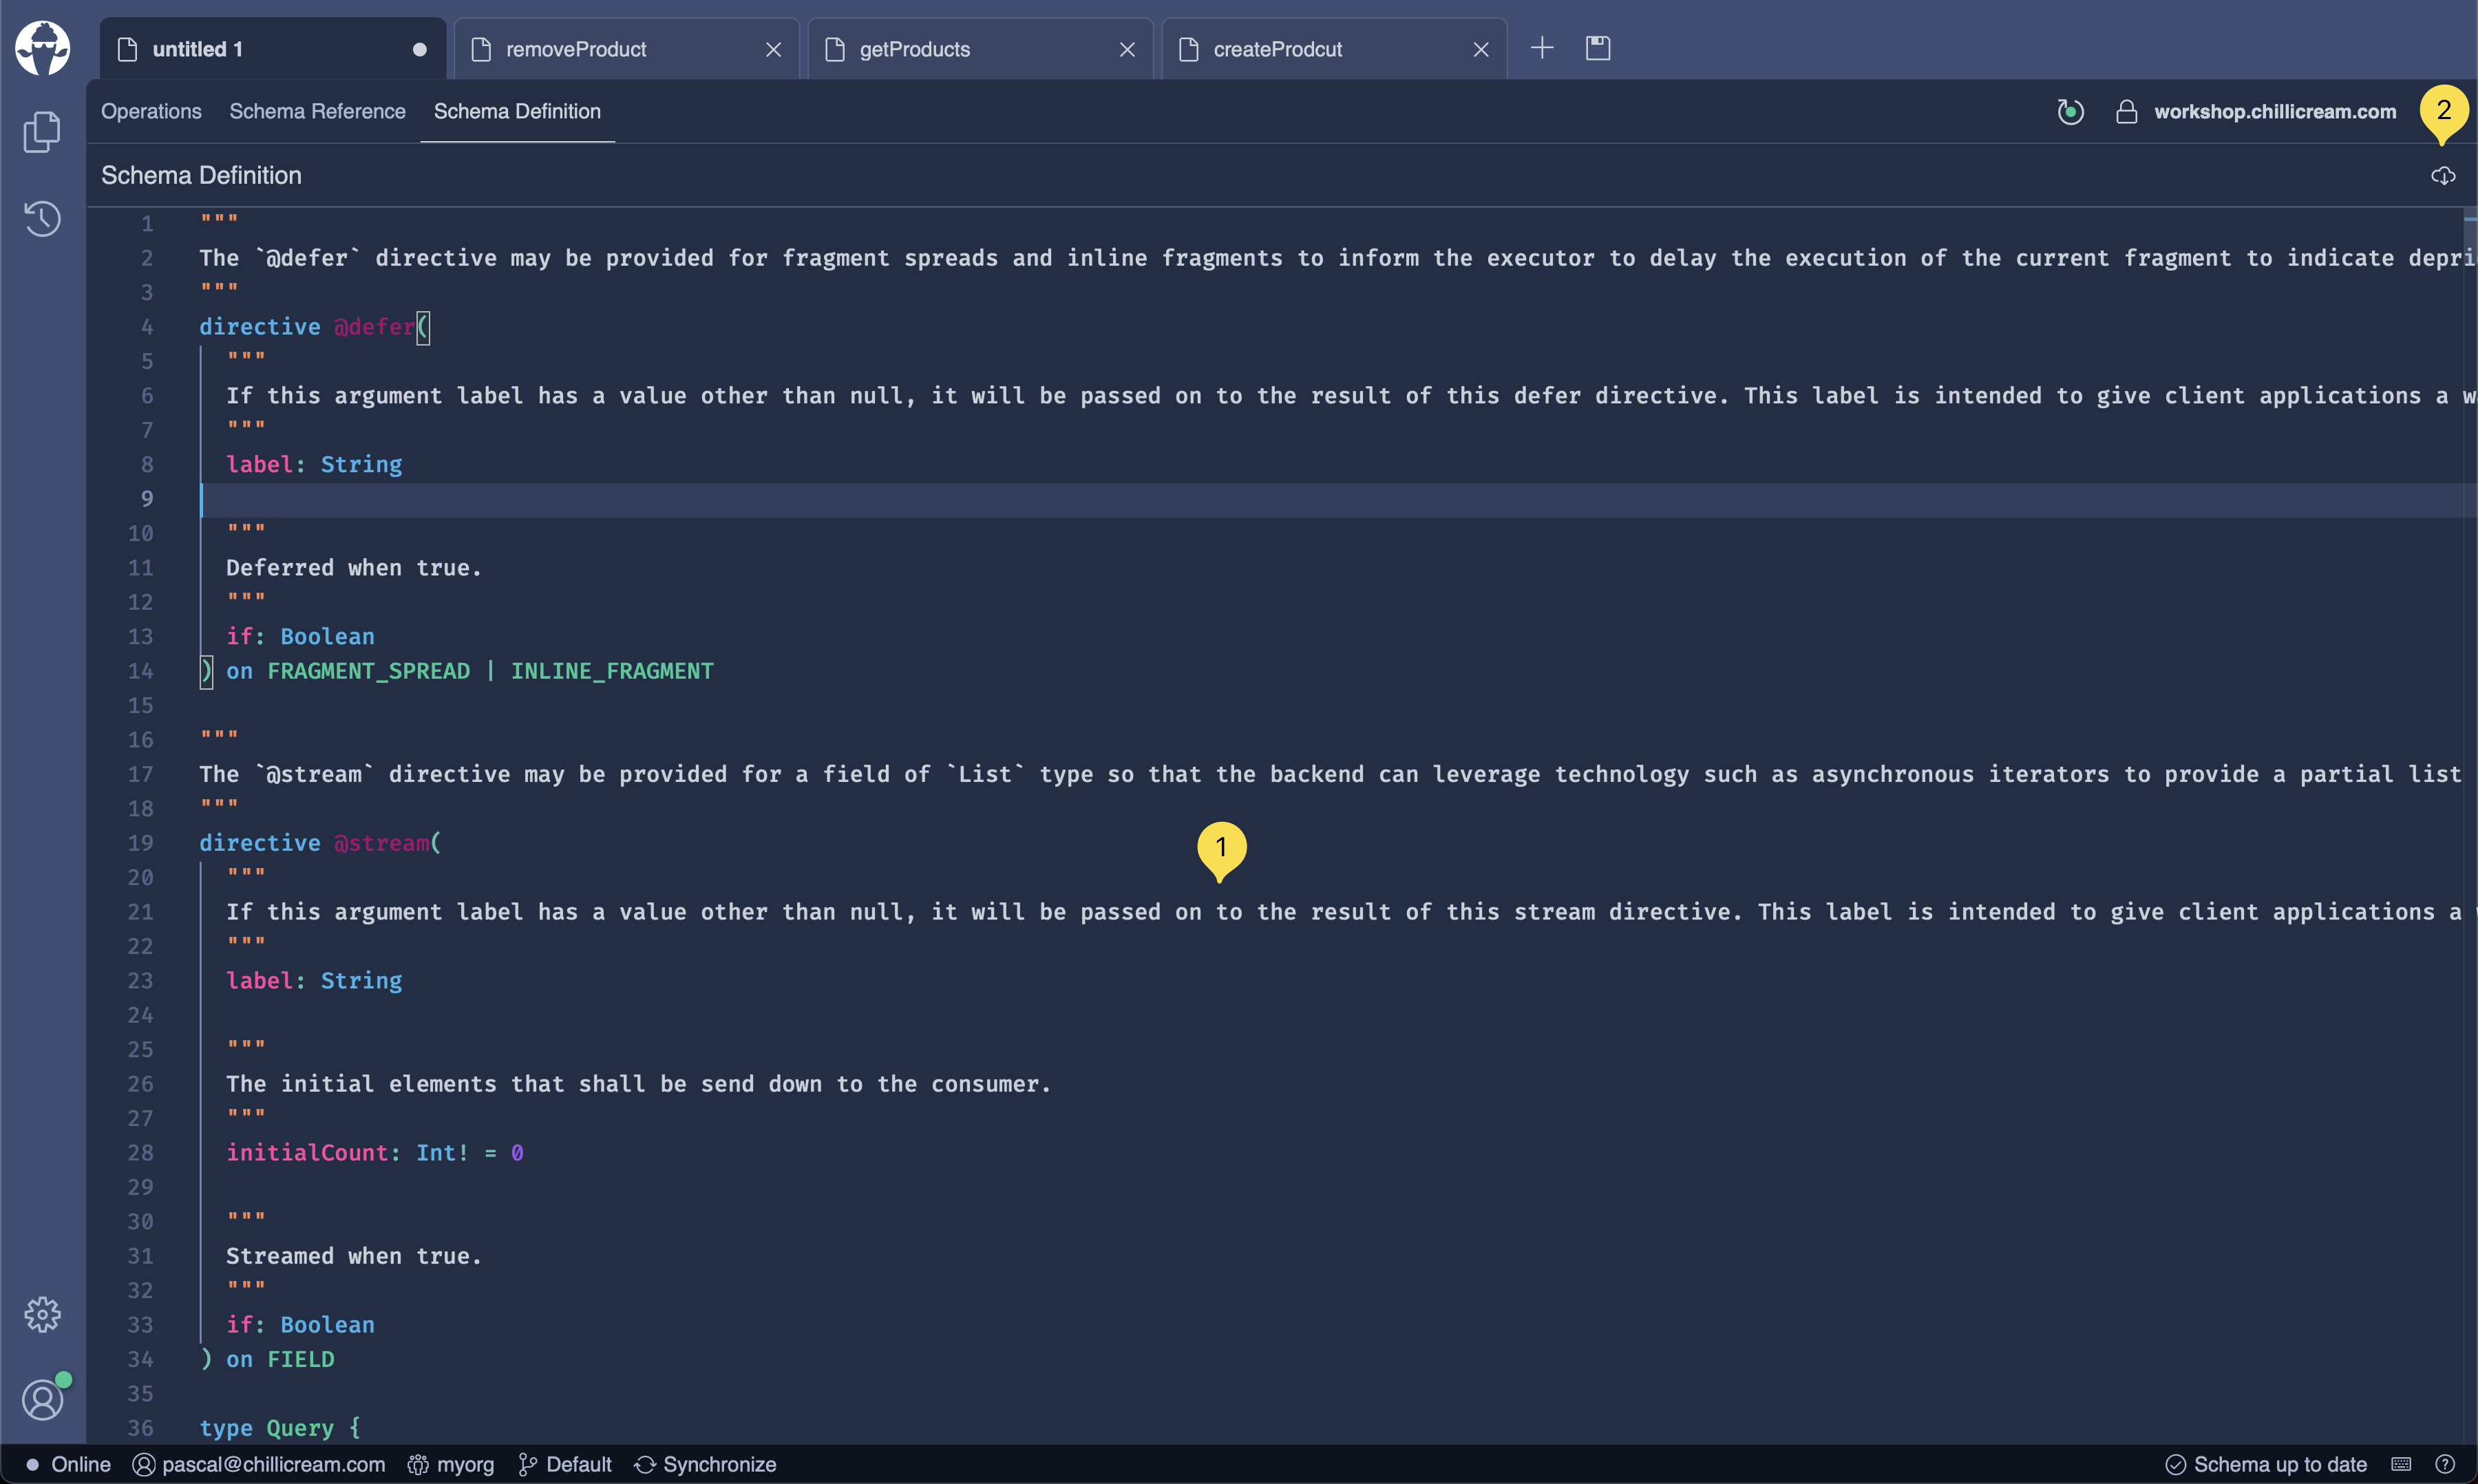 untitled 1
removeProduct
getProducts
createProdcut
Operations
Schema Reference
Schema Definition
workshop.chillicream.com
2
Schema Definition
1 """
2 The `@defer` directive may be provided for fragment spreads and inline fragments to inform the executor to delay the execution of the current fragment to indicate depri
3 """
4 directive @defer(
5 """
6 If this argument label has a value other than null, it will be passed on to the result of this defer directive. This label is intended to give client applications a w
7 """
8 label: String
9
10 """
11 Deferred when true.
12 """
13 if: Boolean
14 ) on FRAGMENT_SPREAD | INLINE_FRAGMENT
15
16 """
17 The `@stream` directive may be provided for a field of `List` type so that the backend can leverage technology such as asynchronous iterators to provide a partial list
18 """
19 directive @stream(
1
20 """
21 If this argument label has a value other than null, it will be passed on to the result of this stream directive. This label is intended to give client applications a
22 """
23 label: String
24
25 """
26 The initial elements that shall be send down to the consumer.
27 """
28 initialCount: Int! = 0
29
30 """
31 Streamed when true.
32 """
33 if: Boolean
34 ) on FIELD
35
36 type Query {
Online
pascal@chillicream.com
myorg
Default
Synchronize
Schema up to date